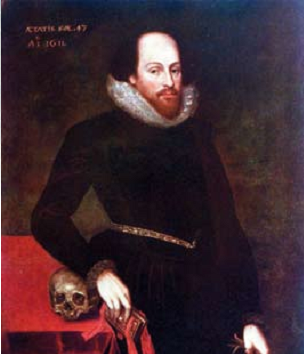 ÆTATIS SVÆ. 47
Aº 1611